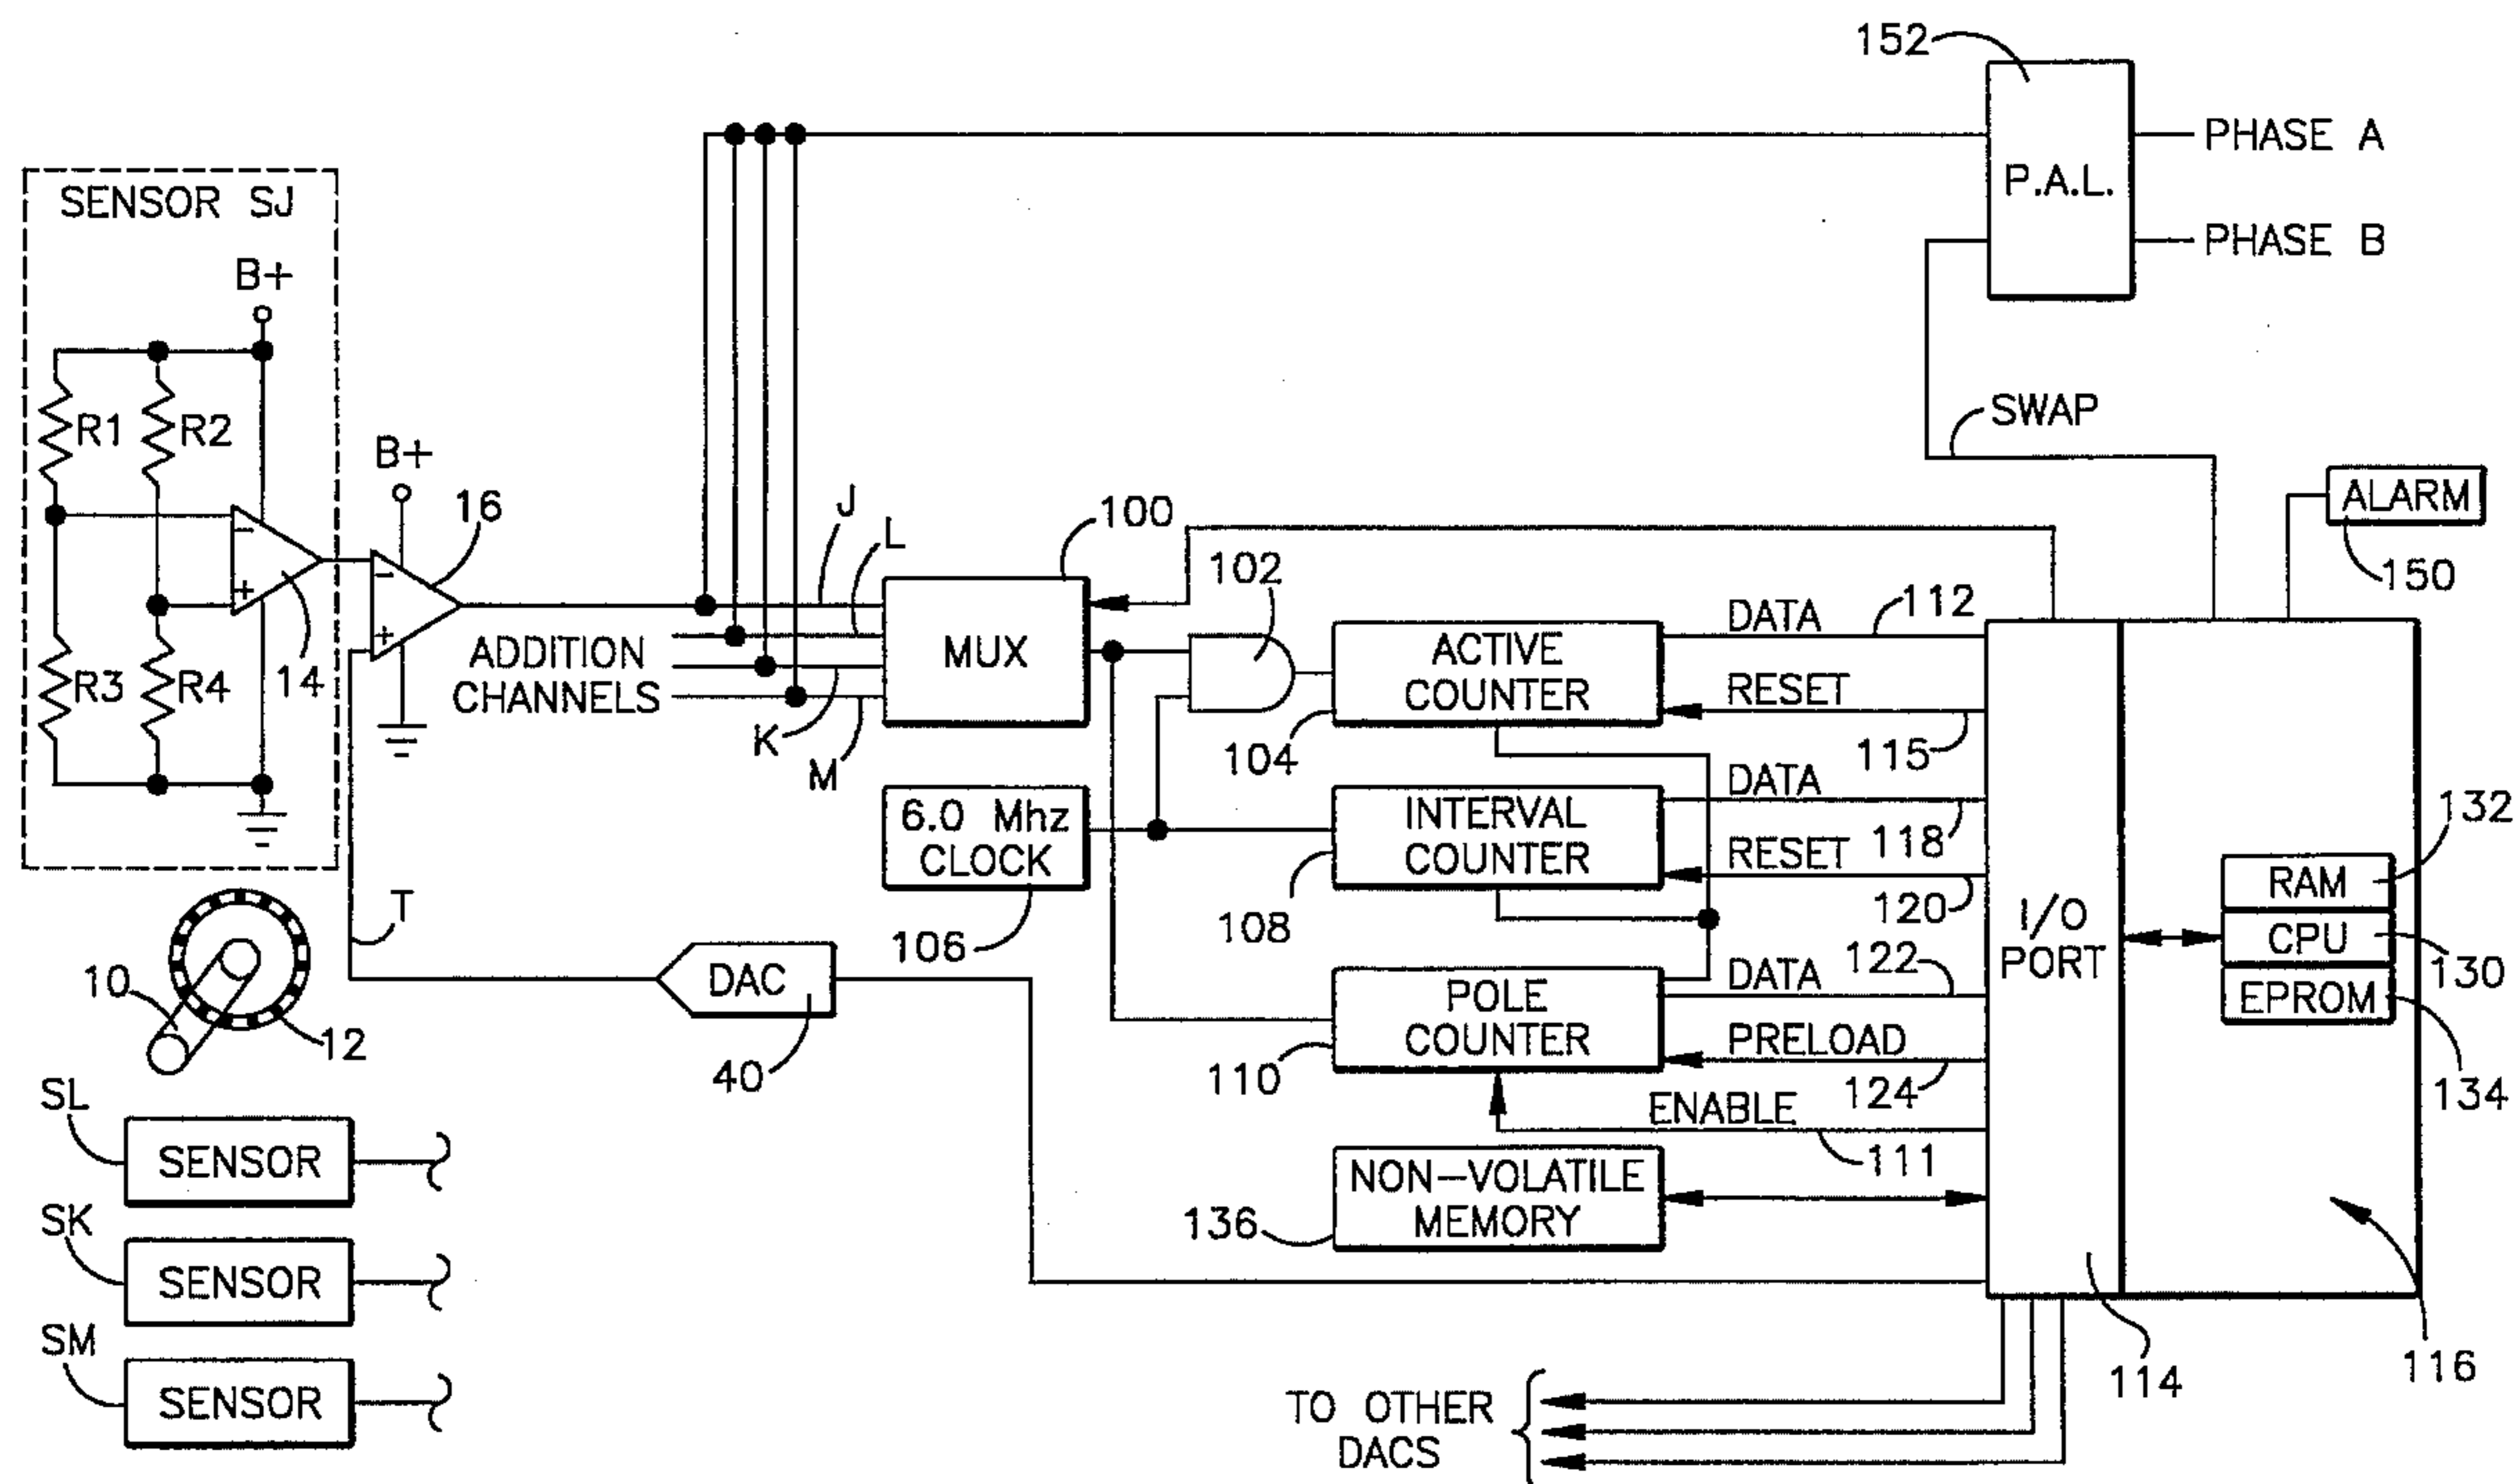 152
PHASE A
P.A.L.
PHASE B
SENSOR SJ
B+
R1
R2
R3
R4
-
+
14
B+
-
+
16
SWAP
ALARM
150
J
L
100
102
ADDITION
CHANNELS
MUX
K
M
ACTIVE
COUNTER
104
DATA
112
RESET
115
6.0 Mhz
CLOCK
106
INTERVAL
COUNTER
108
DATA
118
RESET
120
I/O
PORT
RAM
132
CPU
130
EPROM
134
T
10
12
DAC
40
POLE
COUNTER
110
DATA
122
PRELOAD
124
ENABLE
111
NON-VOLATILE
MEMORY
136
SL
SENSOR
SK
SENSOR
SM
SENSOR
114
116
TO OTHER
DACS